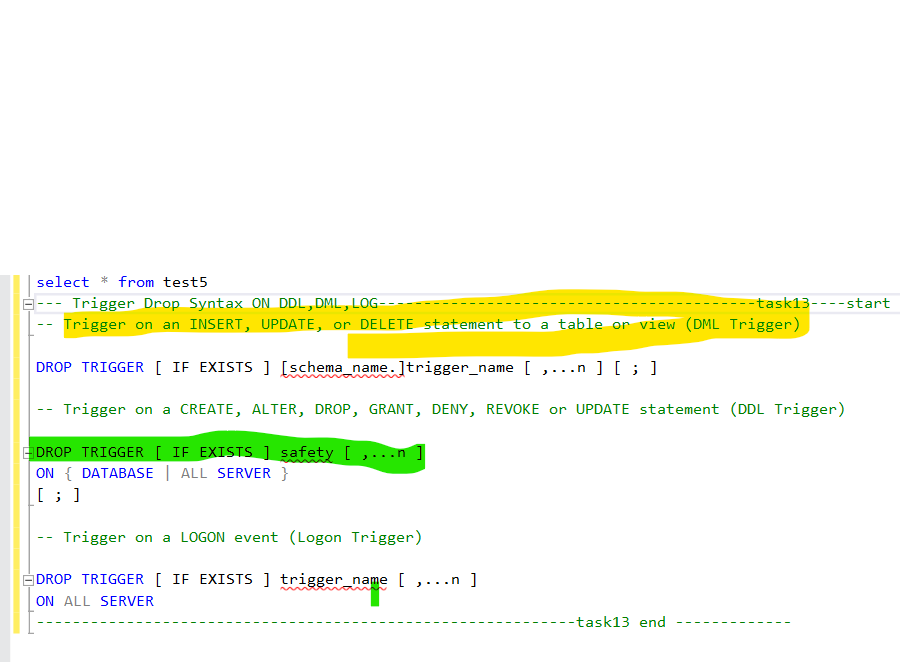 select * from test5
--- Trigger Drop Syntax ON DDL,DML,LOG------------------------------------------task13----start
-- Trigger on an INSERT, UPDATE, or DELETE statement to a table or view (DML Trigger)
DROP TRIGGER [ IF EXISTS ] [schema_name.]trigger_name [ ,...n ] [ ; ]
-- Trigger on a CREATE, ALTER, DROP, GRANT, DENY, REVOKE or UPDATE statement (DDL Trigger)
DROP TRIGGER [ IF EXISTS ] safety [ ,...n ]
ON { DATABASE | ALL SERVER }
[ ; ]
-- Trigger on a LOGON event (Logon Trigger)
DROP TRIGGER [ IF EXISTS ] trigger_name [ ,...n ]
ON ALL SERVER
------------------------------------------------------------task13 end -------------